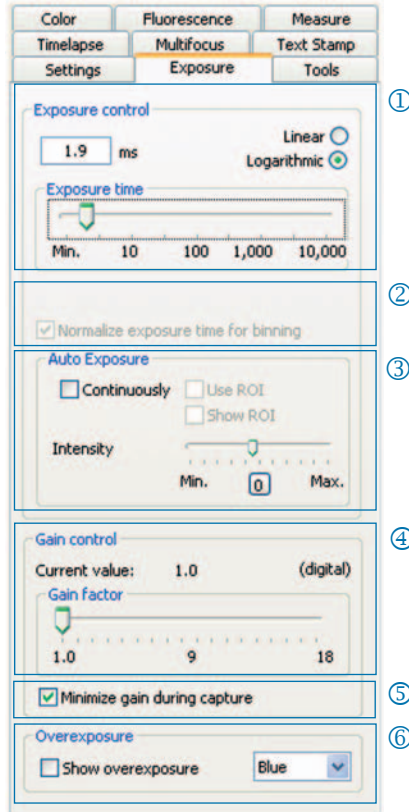 Color Fluorescence Measure
Timelapse Multifocus Text Stamp
Settings Exposure Tools
①
Exposure control
Linear
1.9 ms
Logarithmic
Exposure time
Min. 10 100 1,000 10,000
②
Normalize exposure time for binning
③
Auto Exposure
Continuously Use ROI
Show ROI
Intensity
Min. 0 Max.
④
Gain control
Current value: 1.0 (digital)
Gain factor
1.0 9 18
⑤
Minimize gain during capture
⑥
Overexposure
Show overexposure Blue